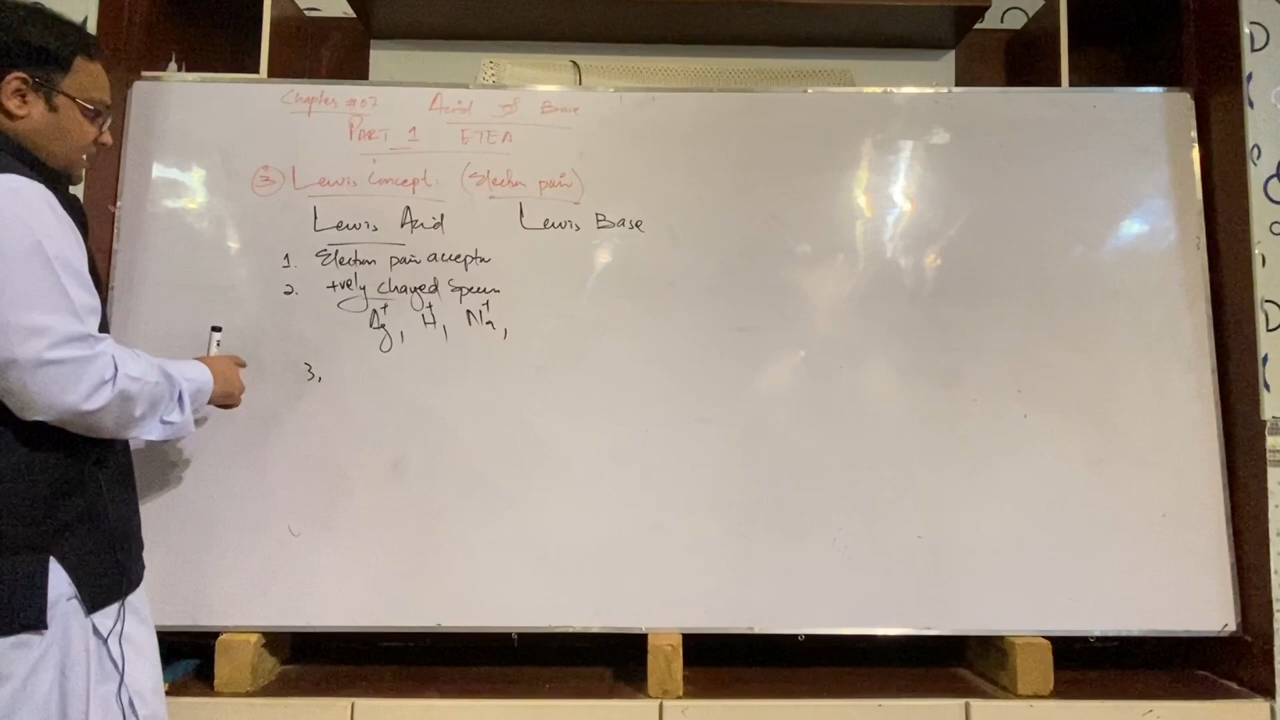 Chapter #07 Acid & Base
PART 1 ETEA
③ Lewis Concept: (Electron pair)
Lewis Acid Lewis Base
1. Electron pair acceptor
2. +vely charged Species
Ag⁺, H⁺, Na⁺,
3,